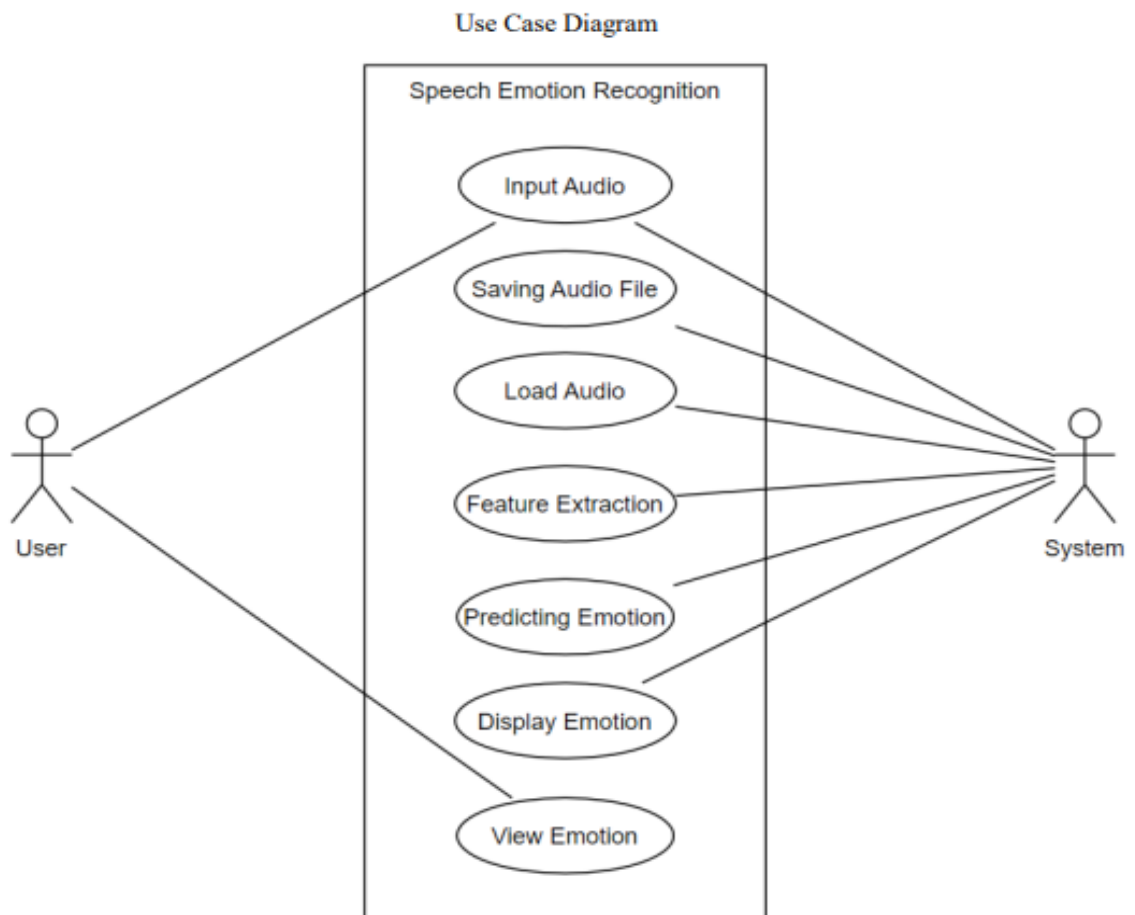 Use Case Diagram
Speech Emotion Recognition
Input Audio
Saving Audio File
Load Audio
Feature Extraction
Predicting Emotion
Display Emotion
View Emotion
User
System